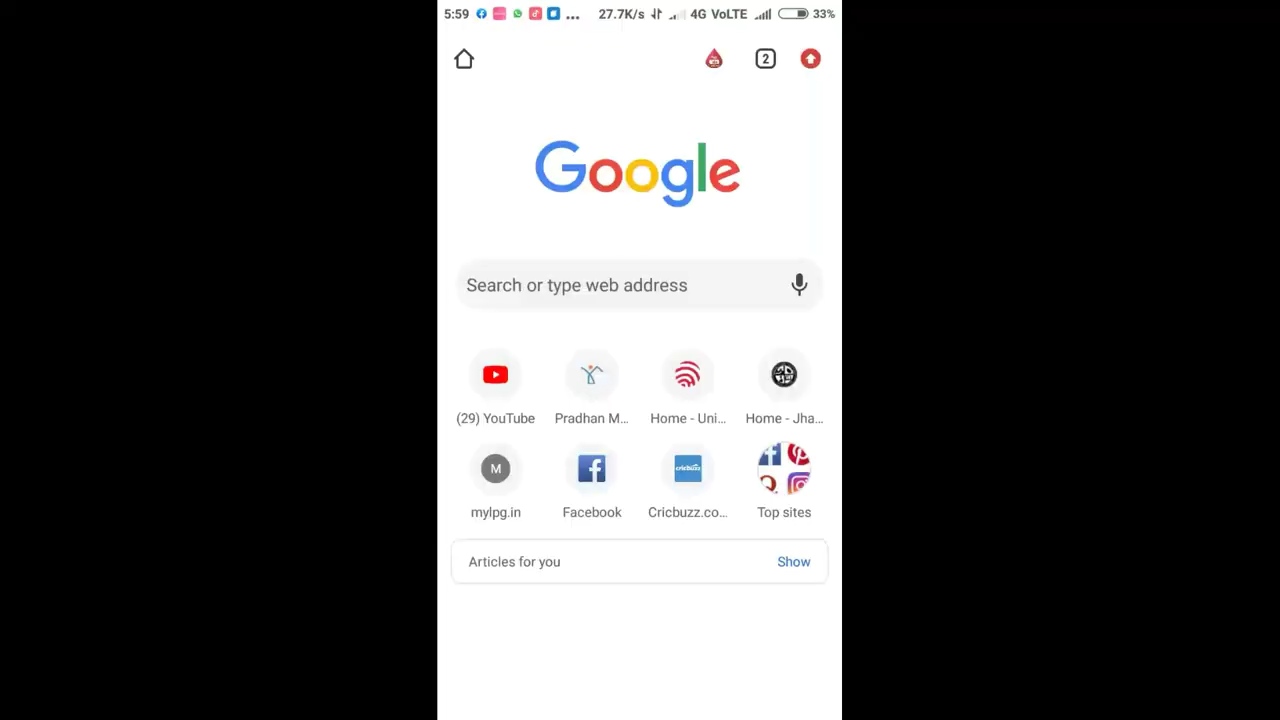 5:59 ... 27.7K/s 4G VoLTE 33%
2
Google
Search or type web address
(29) YouTube Pradhan M... Home - Uni... Home - Jha...
M cricbuzz
mylpg.in Facebook Cricbuzz.co... Top sites
Articles for you Show